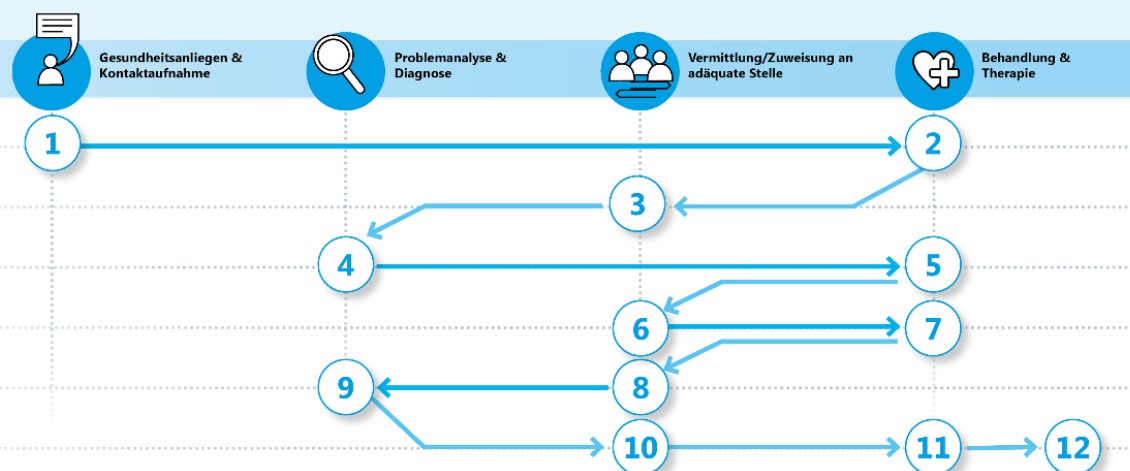 Gesundheitsanliegen &
Kontaktaufnahme
Problemanalyse &
Diagnose
Vermittlung/Zuweisung an
adäquate Stelle
Behandlung &
Therapie
1
2
3
4
5
6
7
9
8
10
11
12